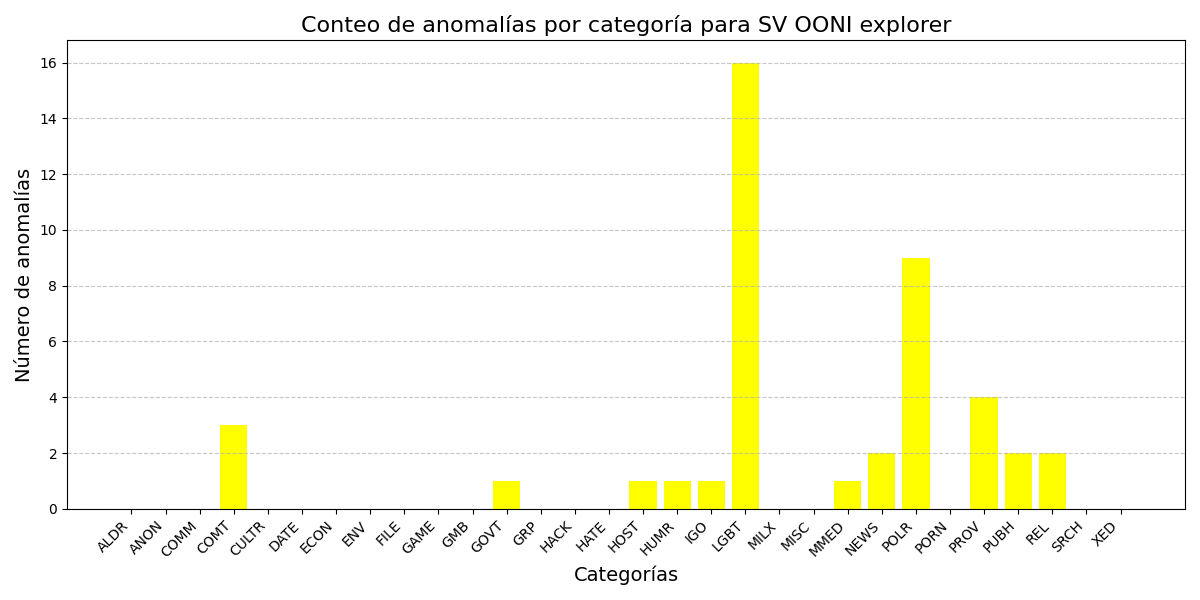 Conteo de anomalías por categoría para SV OONI explorer
Número de anomalías
16
14
12
10
8
6
4
2
0
ALDR
ANON
COMM
COMT
CULTR
DATE
ECON
ENV
FILE
GAME
GMB
GOVT
GRP
HACK
HATE
HOST
HUMR
IGO
LGBT
MILX
MISC
MMED
NEWS
POLR
PORN
PROV
PUBH
REL
SRCH
XED
Categorías